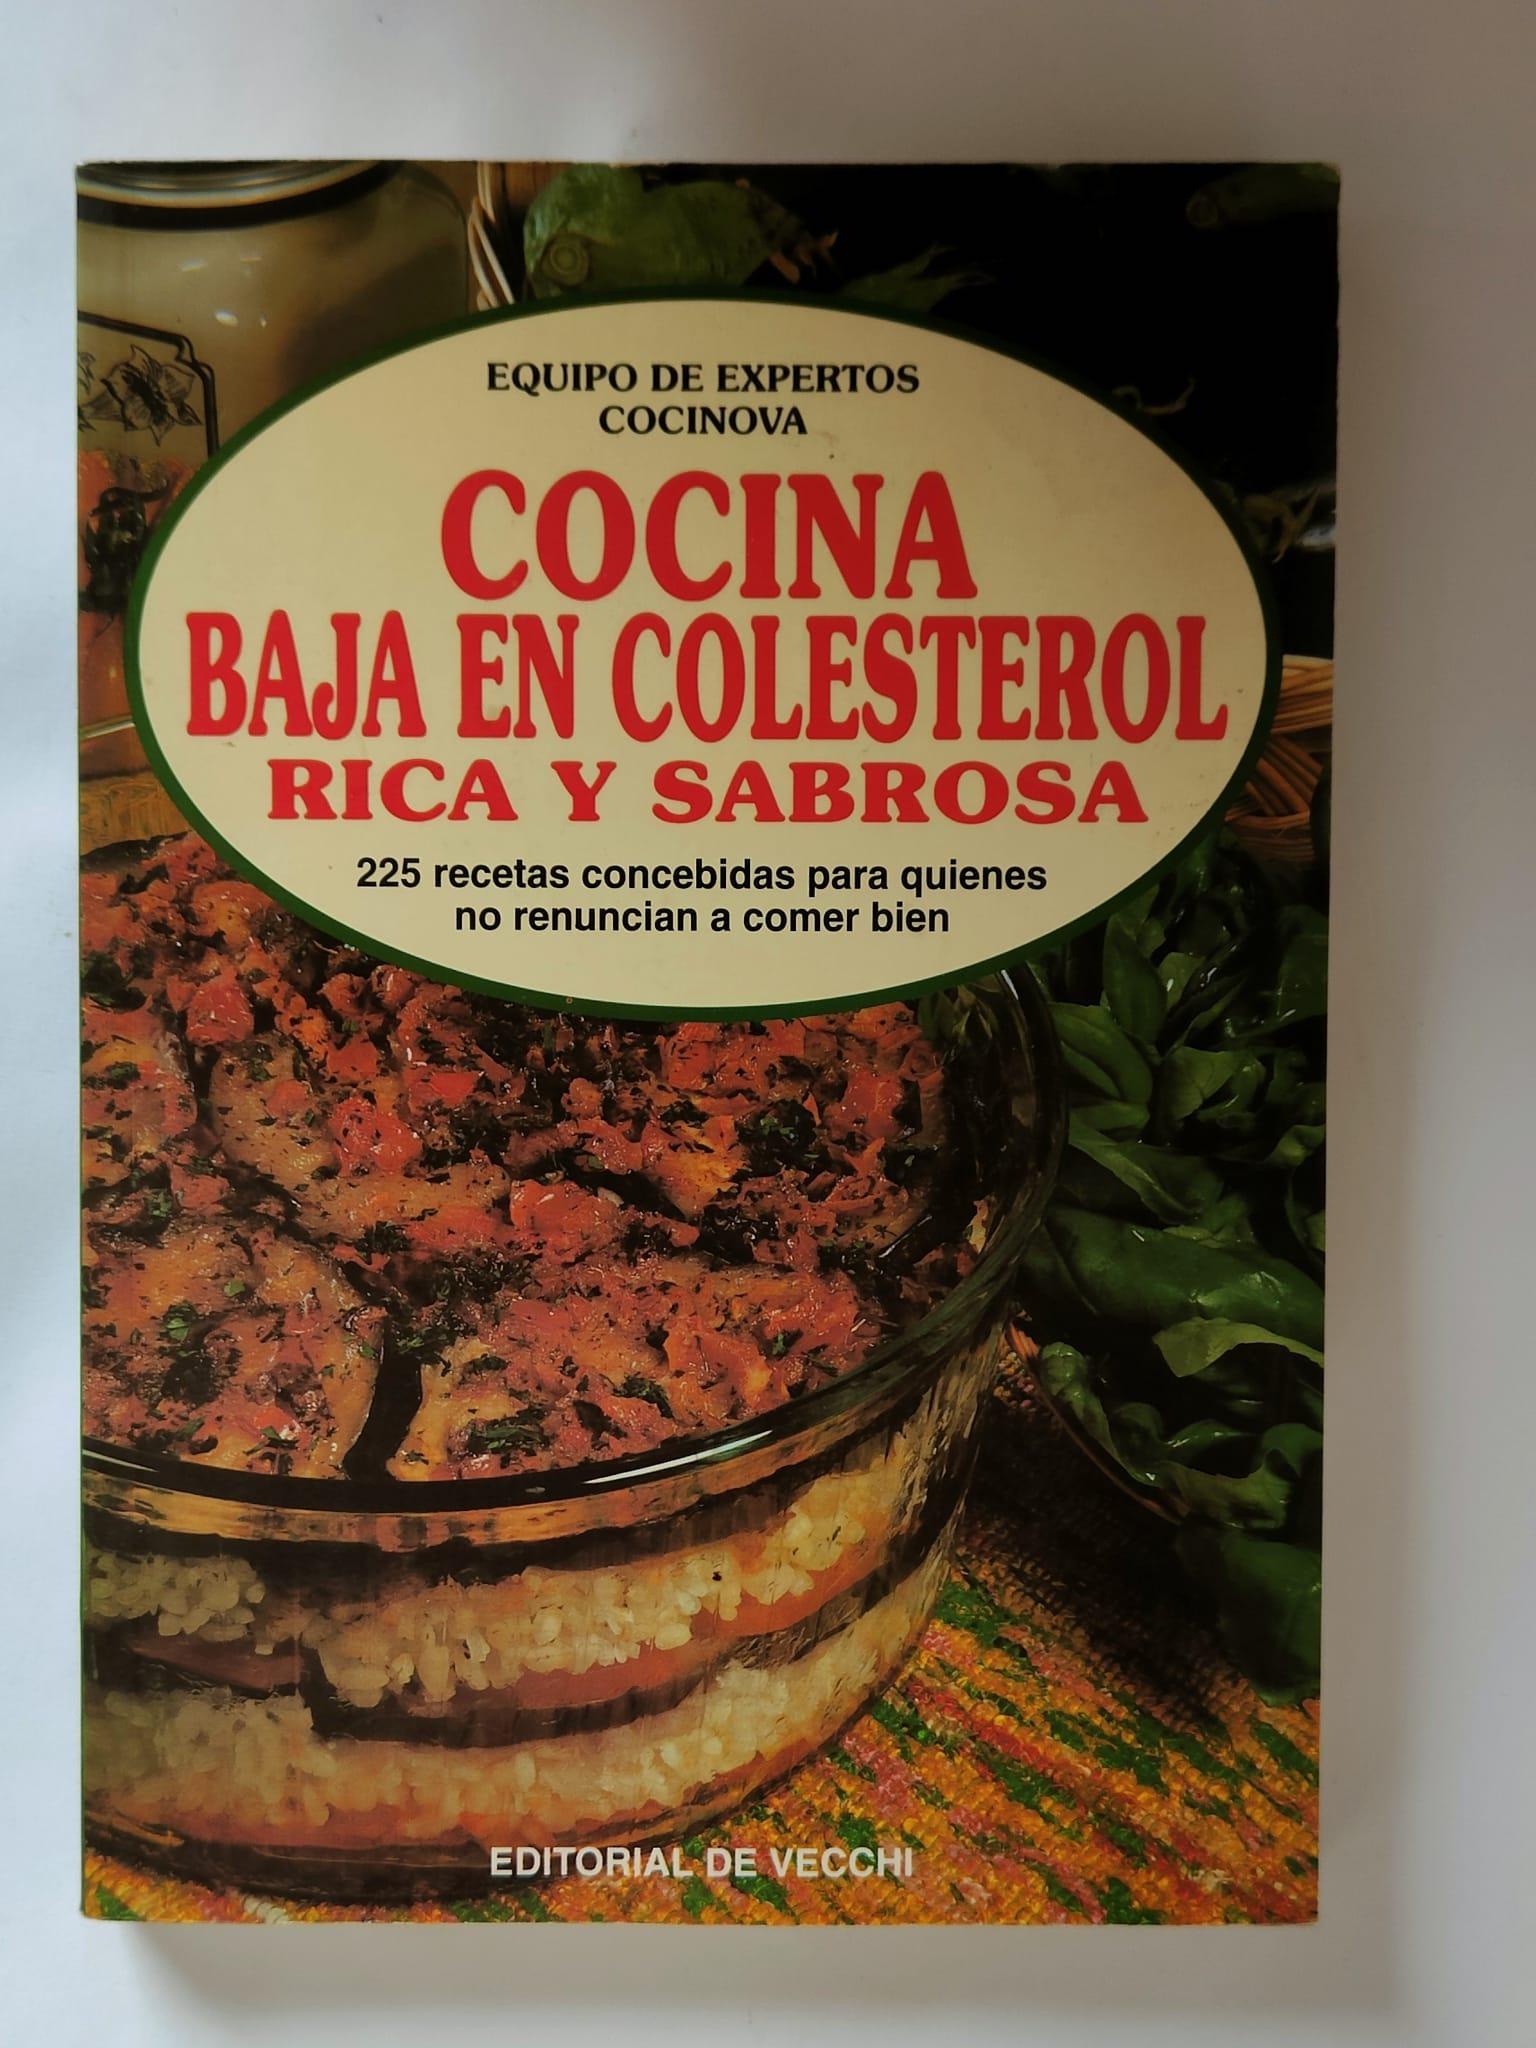 EQUIPO DE EXPERTOS
COCINOVA
COCINA
BAJA EN COLESTEROL
RICA Y SABROSA
225 recetas concebidas para quienes
no renuncian a comer bien
EDITORIAL DE VECCHI